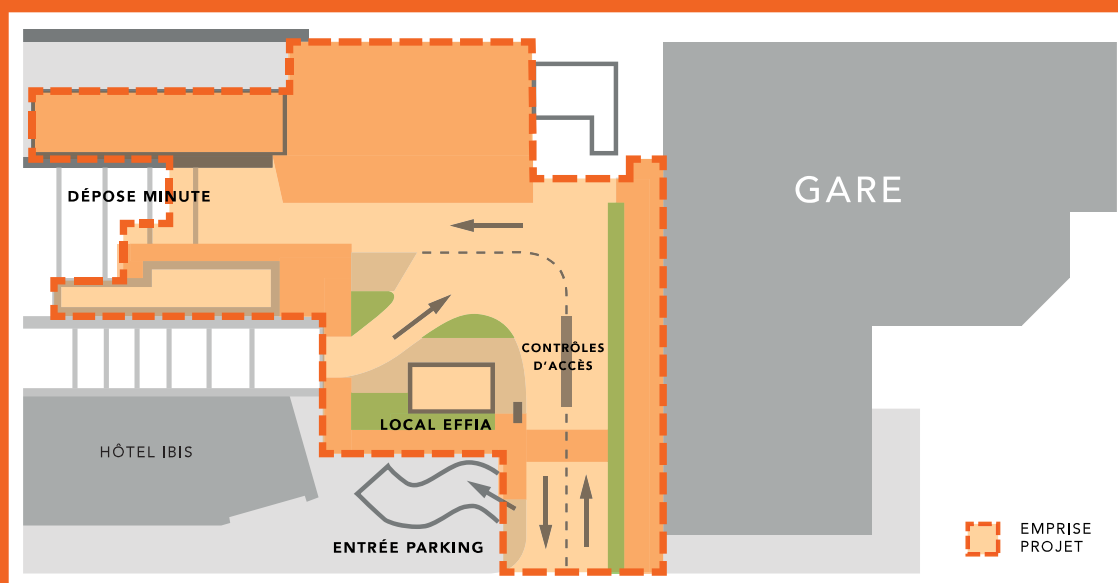 DÉPOSE MINUTE
GARE
CONTRÔLES
D'ACCÈS
LOCAL EFFIA
HÔTEL IBIS
ENTRÉE PARKING
EMPRISE
PROJET